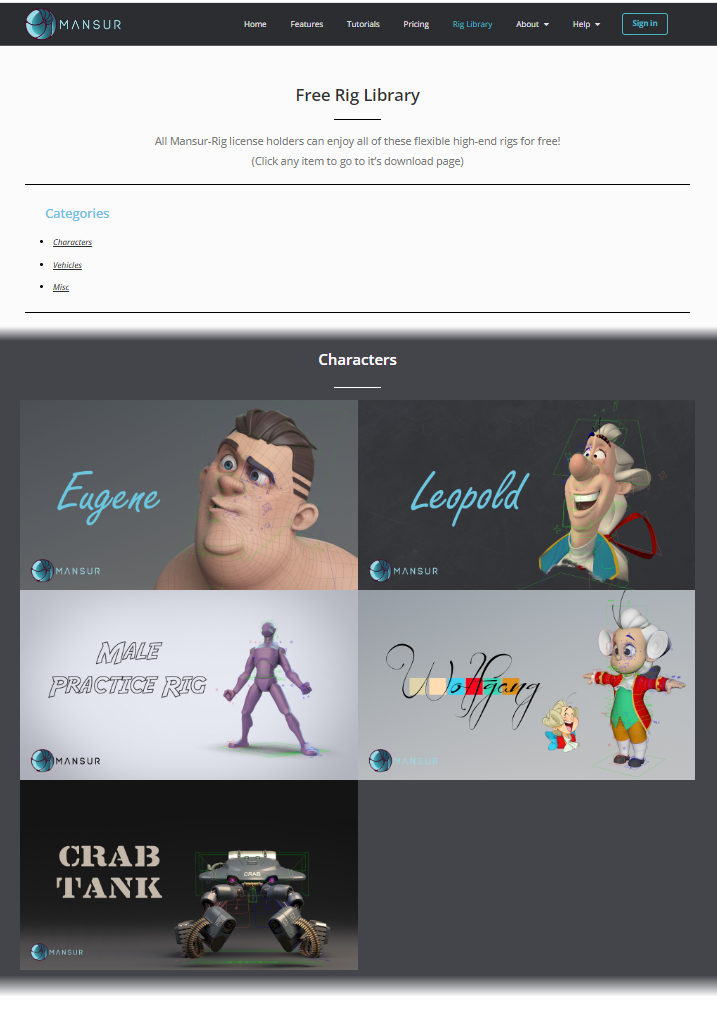 MANSUR
Home Features Tutorials Pricing Rig Library About Help Sign in
Free Rig Library
All Mansur-Rig license holders can enjoy all of these flexible high-end rigs for free!
(Click any item to go to it's download page)
Categories
Characters
Vehicles
Misc
Characters
Eugene
MANSUR
Leopold
MANSUR
MALE
PRACTICE RIG
MANSUR
Wolfgang
MANSUR
CRAB
TANK
CRAB
MANSUR